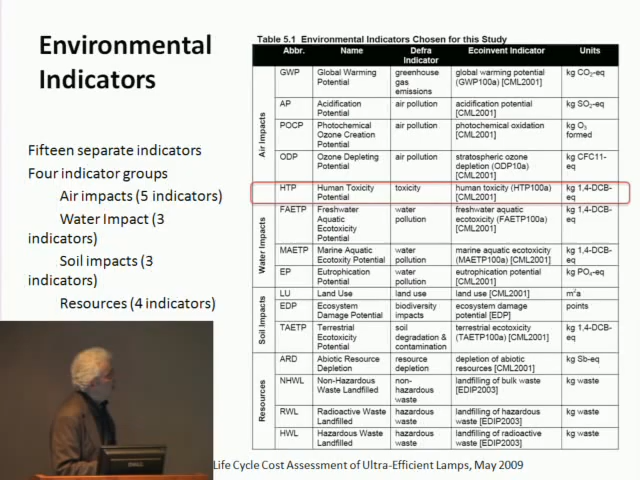 Environmental
Indicators
Fifteen separate indicators
Four indicator groups
Air impacts (5 indicators)
Water Impact (3
indicators)
Soil impacts (3
indicators)
Resources (4 indicators)
Table 5.1 Environmental Indicators Chosen for this Study
Abbr. Name Defra Indicator Ecoinvent Indicator Units
Air Impacts
GWP Global Warming Potential greenhouse gas emissions global warming potential (GWP100a) [CML2001] kg CO2-eq
AP Acidification Potential air pollution acidification potential [CML2001] kg SO2-eq
POCP Photochemical Ozone Creation Potential air pollution photochemical oxidation [CML2001] kg O3 formed
ODP Ozone Depleting Potential air pollution stratospheric ozone depletion (ODP10a) [CML2001] kg CFC11-eq
HTP Human Toxicity Potential toxicity human toxicity (HTP100a) [CML2001] kg 1,4-DCB-eq
Water Impacts
FAETP Freshwater Aquatic Ecotoxicity Potential water pollution freshwater aquatic ecotoxicity (FAETP100a) [CML2001] kg 1,4-DCB-eq
MAETP Marine Aquatic Ecotoxity Potential water pollution marine aquatic ecotoxicity (MAETP100a) [CML2001] kg 1,4-DCB-eq
EP Eutrophication Potential water pollution eutrophication potential [CML2001] kg PO4-eq
Soil Impacts
LU Land Use land use land use [CML2001] m2a
EDP Ecosystem Damage Potential biodiversity impacts ecosystem damage potential [EDP] points
TAETP Terrestrial Ecotoxicity Potential soil degradation & contamination terrestrial ecotoxicity (TAETP100a) [CML2001] kg 1,4-DCB-eq
Resources
ARD Abiotic Resource Depletion resource depletion depletion of abiotic resources [CML2001] kg Sb-eq
NHWL Non-Hazardous Waste Landfilled non-hazardous waste landfilling of bulk waste [EDIP2003] kg waste
RWL Radioactive Waste Landfilled hazardous waste landfilling of hazardous waste [EDIP2003] kg waste
HWL Hazardous Waste Landfilled hazardous waste landfilling of radioactive waste [EDIP2003] kg waste
Life Cycle Cost Assessment of Ultra-Efficient Lamps, May 2009
DELL